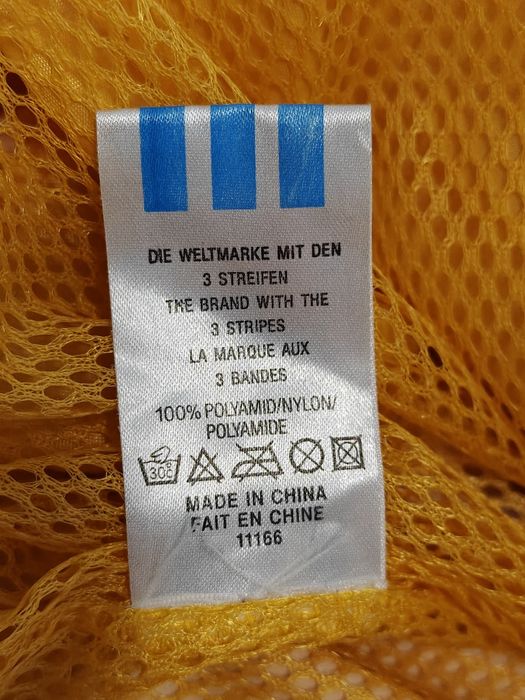 DIE WELTMARKE MIT DEN
3 STREIFEN
THE BRAND WITH THE
3 STRIPES
LA MARQUE AUX
3 BANDES
100% POLYAMID/NYLON/
POLYAMIDE
30°C
MADE IN CHINA
FAIT EN CHINE
11166